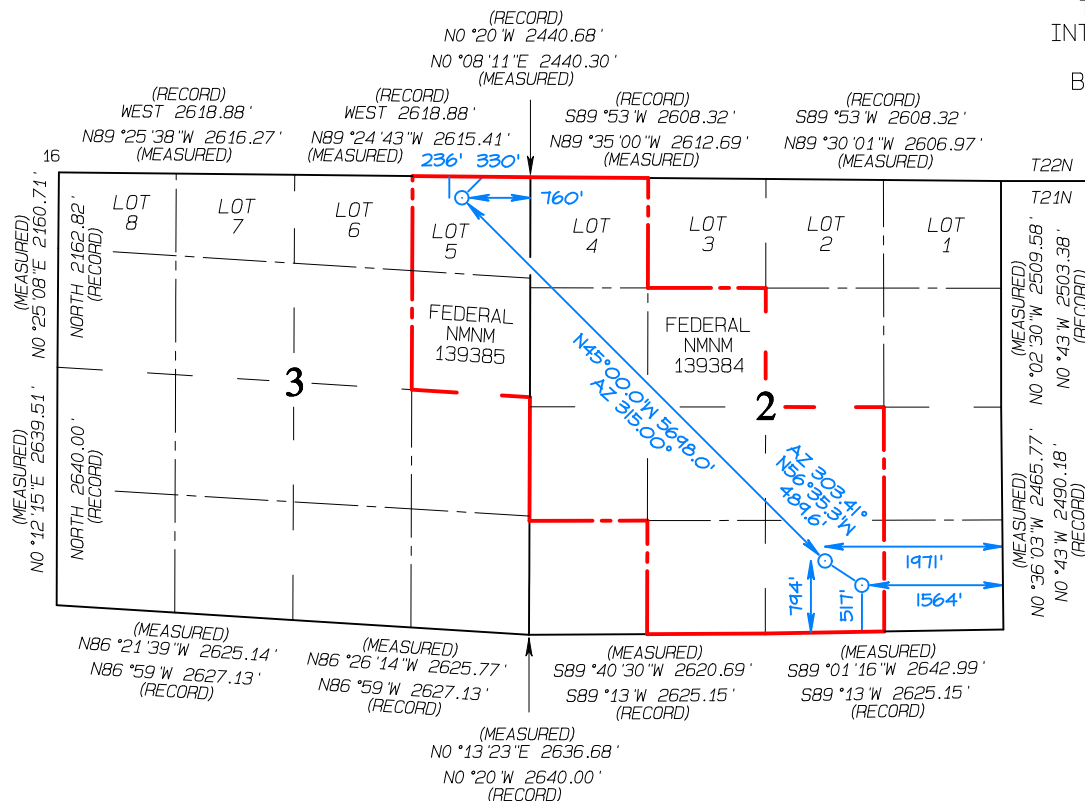 (RECORD)
N0 °20 'W 2440.68'
N0 °08 '11"E 2440.30'
(MEASURED)
INT
B
(RECORD)
WEST 2618.88'
N89 °25'38"W 2616.27'
(MEASURED)
(RECORD)
WEST 2618.88'
N89 °24'43"W 2615.41'
(MEASURED)
(RECORD)
S89 °53'W 2608.32'
N89 °35'00"W 2612.69'
(MEASURED)
(RECORD)
S89 °53'W 2608.32'
N89 °30'01"W 2606.97'
(MEASURED)
16
236' 330'
760'
T22N
T21N
LOT
8
LOT
7
LOT
6
LOT
5
LOT
4
LOT
3
LOT
2
LOT
1
(MEASURED)
N0 °25'08"E 2160.71'
NORTH 2162.82'
(RECORD)
(MEASURED)
N0 °02'30"W 2509.58'
N0 °43'W 2503.38'
(RECORD)
FEDERAL
NMNM
139385
FEDERAL
NMNM
139384
3
2
N45°00.0'W 5698.0'
AZ 315.00°
AZ 303.41°
N56°35.3'W
489.6'
(MEASURED)
N0 °12'15"E 2639.51'
NORTH 2640.00'
(RECORD)
(MEASURED)
N0 °36'03"W 2465.77'
N0 °43'W 2490.18'
(RECORD)
1971'
794'
517'
1564'
(MEASURED)
N86 °21'39"W 2625.14'
N86 °59'W 2627.13'
(RECORD)
(MEASURED)
N86 °26'14"W 2625.77'
N86 °59'W 2627.13'
(RECORD)
(MEASURED)
S89 °40'30"W 2620.69'
S89 °13'W 2625.15'
(RECORD)
(MEASURED)
S89 °01'16"W 2642.99'
S89 °13'W 2625.15'
(RECORD)
(MEASURED)
N0 °13'23"E 2636.68'
N0 °20'W 2640.00'
(RECORD)